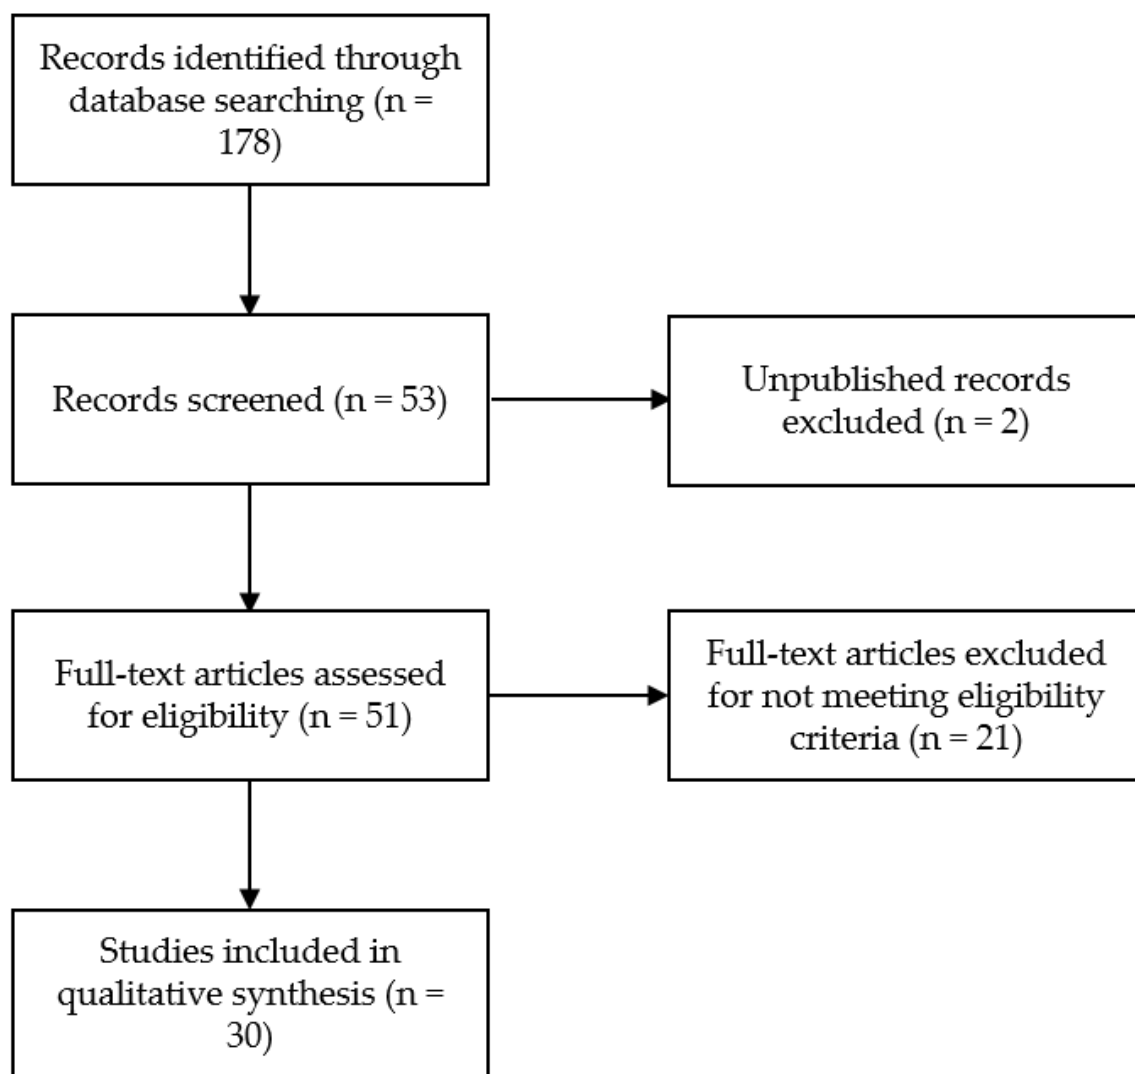 Records identified through
database searching (n =
178)
Records screened (n = 53)
Unpublished records
excluded (n = 2)
Full-text articles assessed
for eligibility (n = 51)
Full-text articles excluded
for not meeting eligibility
criteria (n = 21)
Studies included in
qualitative synthesis (n =
30)